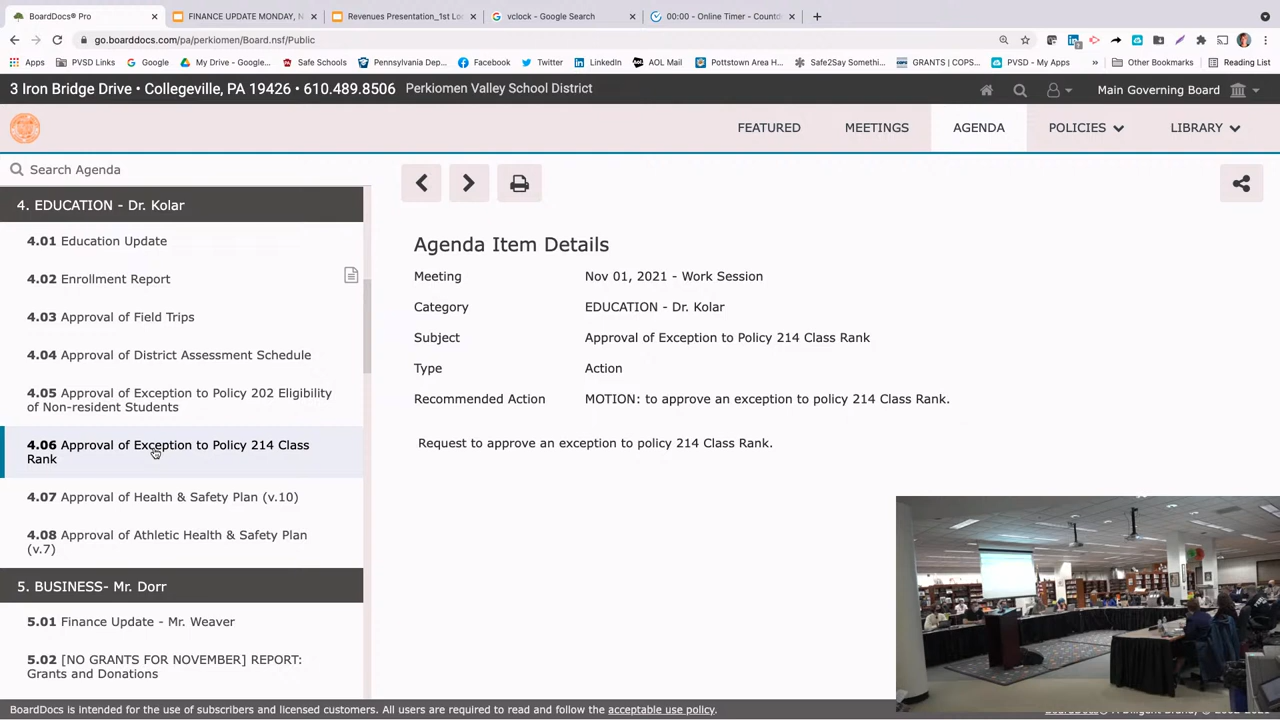 BoardDocs® Pro
FINANCE UPDATE MONDAY, N
Revenues Presentation_1st Loo
vclock - Google Search
00:00 - Online Timer - Countd
go.boarddocs.com/pa/perkiomen/Board.nsf/Public
Apps
PVSD Links
Google
My Drive - Google...
Safe Schools
Pennsylvania Dep...
Facebook
Twitter
LinkedIn
AOL Mail
Pottstown Area H...
Safe2Say Somethi...
GRANTS | COPS...
PVSD - My Apps
»
Other Bookmarks
Reading List
3 Iron Bridge Drive • Collegeville, PA 19426 • 610.489.8506
Perkiomen Valley School District
Main Governing Board
FEATURED
MEETINGS
AGENDA
POLICIES
LIBRARY
Search Agenda
4. EDUCATION - Dr. Kolar
4.01 Education Update
4.02 Enrollment Report
4.03 Approval of Field Trips
4.04 Approval of District Assessment Schedule
4.05 Approval of Exception to Policy 202 Eligibility
of Non-resident Students
4.06 Approval of Exception to Policy 214 Class
Rank
4.07 Approval of Health & Safety Plan (v.10)
4.08 Approval of Athletic Health & Safety Plan
(v.7)
5. BUSINESS- Mr. Dorr
5.01 Finance Update - Mr. Weaver
5.02 [NO GRANTS FOR NOVEMBER] REPORT:
Grants and Donations
Agenda Item Details
Meeting
Nov 01, 2021 - Work Session
Category
EDUCATION - Dr. Kolar
Subject
Approval of Exception to Policy 214 Class Rank
Type
Action
Recommended Action
MOTION: to approve an exception to policy 214 Class Rank.
Request to approve an exception to policy 214 Class Rank.
BoardDocs is intended for the use of subscribers and licensed customers. All users are required to read and follow the acceptable use policy.